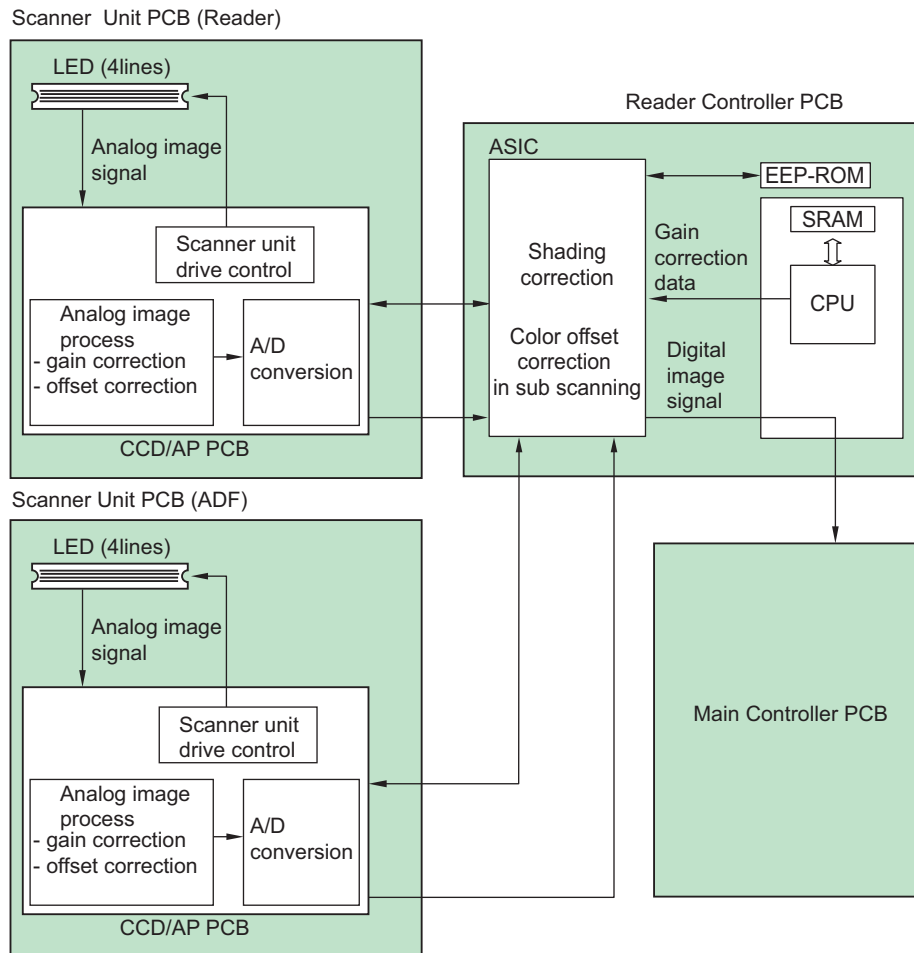 Scanner Unit PCB (Reader)
LED (4lines)
Analog image
signal
Scanner unit
drive control
Analog image
process
- gain correction
- offset correction
A/D
conversion
CCD/AP PCB
Reader Controller PCB
ASIC
Shading
correction
Color offset
correction
in sub scanning
EEP-ROM
SRAM
CPU
Gain
correction
data
Digital
image
signal
Scanner Unit PCB (ADF)
LED (4lines)
Analog image
signal
Scanner unit
drive control
Analog image
process
- gain correction
- offset correction
A/D
conversion
CCD/AP PCB
Main Controller PCB